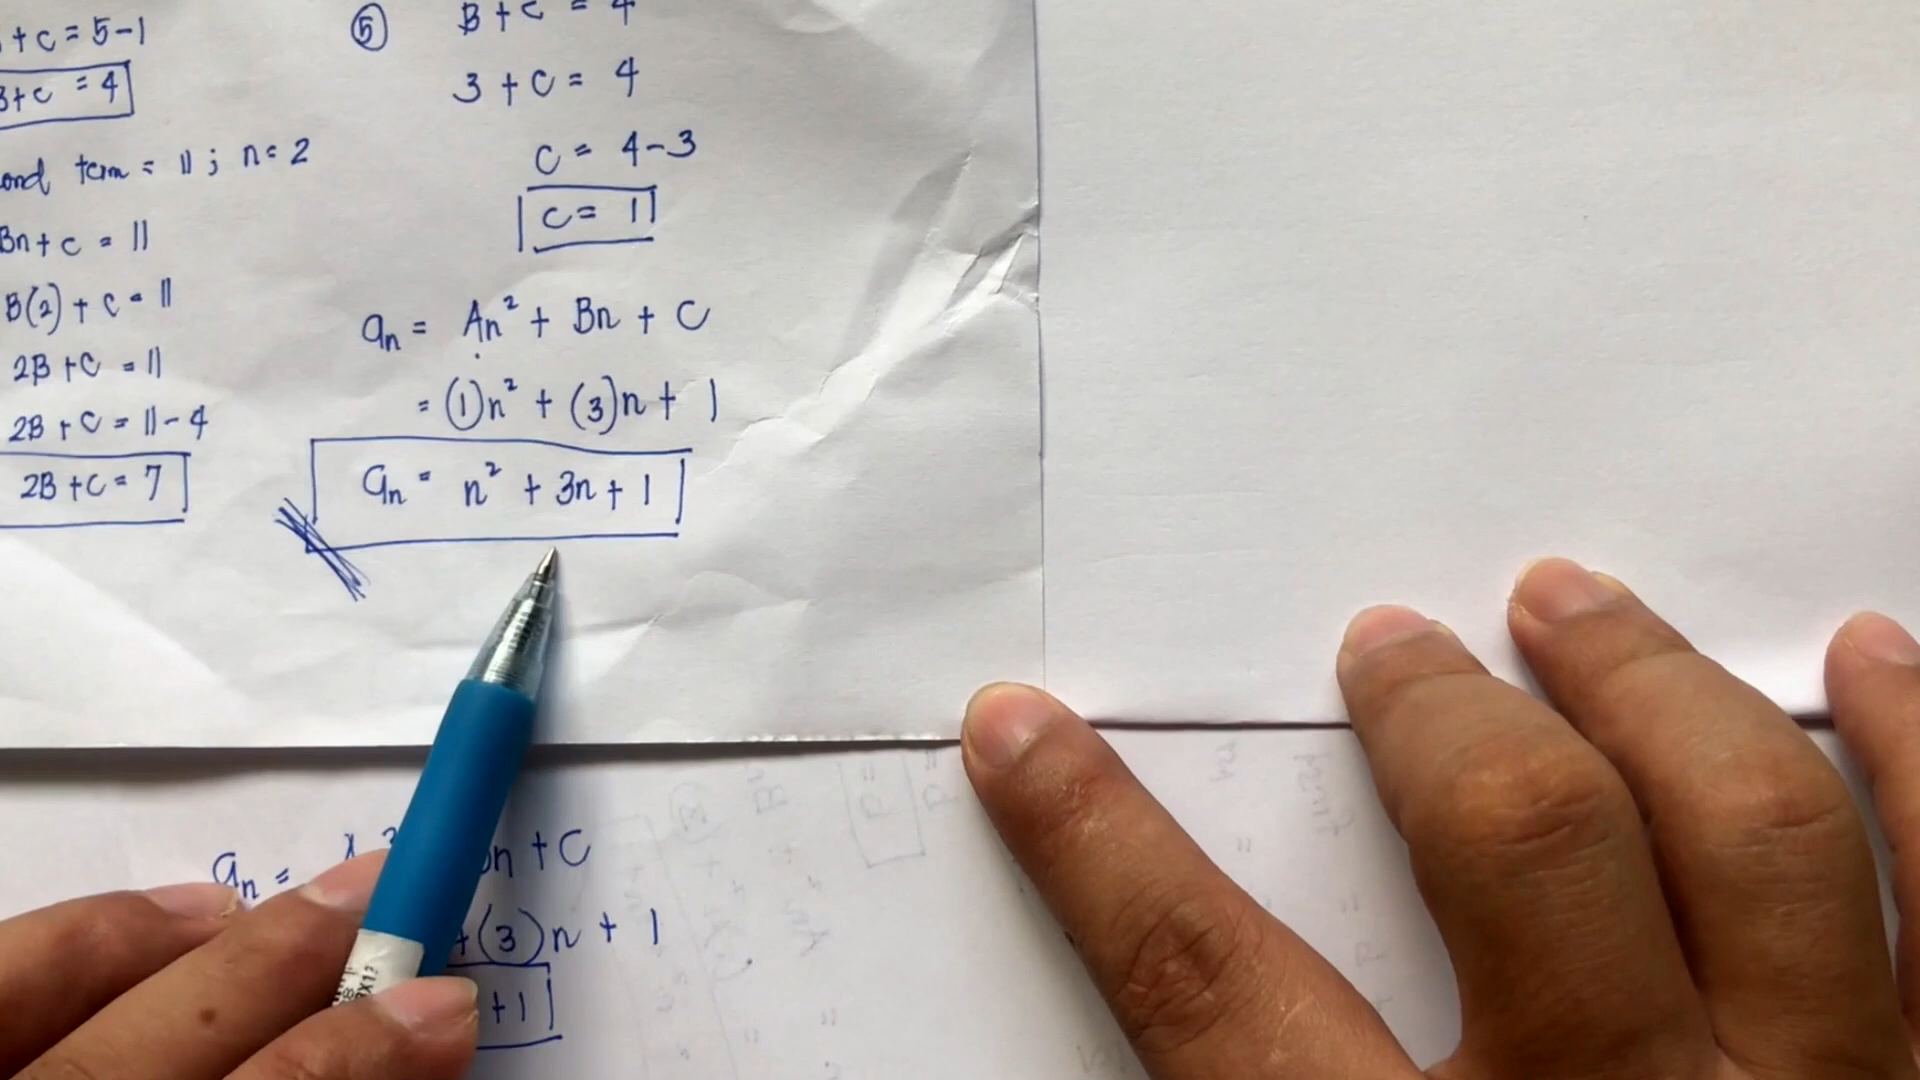 + c = 5-1
3+c = 4
ond term = 11 ; n = 2
Bn + c = 11
B(2) + c = 11
2B + C = 11
2B + C = 11 - 4
2B + C = 7
⑤ B + C = 4
3 + C = 4
C = 4 - 3
C = 1
aₙ = An² + Bn + C
= (1)n² + (3)n + 1
aₙ = n² + 3n + 1
aₙ = n + C
+ (3)n + 1
+ 1